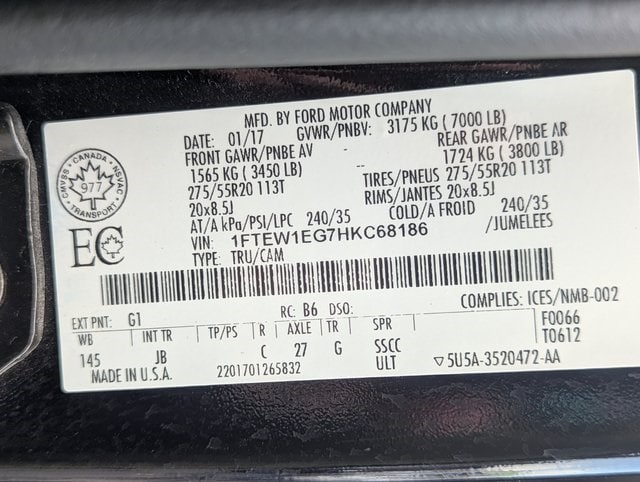 MFD. BY FORD MOTOR COMPANY
DATE: 01/17 GVWR/PNBV: 3175 KG ( 7000 LB)
FRONT GAWR/PNBE AV - REAR GAWR/PNBE AR
1565 KG ( 3450 LB) 1724 KG ( 3800 LB)
275/55R20 113T TIRES/PNEUS 275/55R20 113T
20x8.5J RIMS/JANTES 20x8.5J
AT/A kPa/PSI/LPC 240/35 COLD/A FROID 240/35
VIN: 1FTEW1EG7HKC68186 /JUMELEES
TYPE: TRU/CAM
CMVSS • CANADA • NSVAC
977
TRANSPORT
EC
EXT PNT: G1 RC: B6 DSO: COMPLIES: ICES/NMB-002
WB INT TR TP/PS R AXLE TR SPR F0066
145 JB C 27 G SSCC T0612
MADE IN U.S.A. 2201701265832 ULT ▽5U5A-3520472-AA